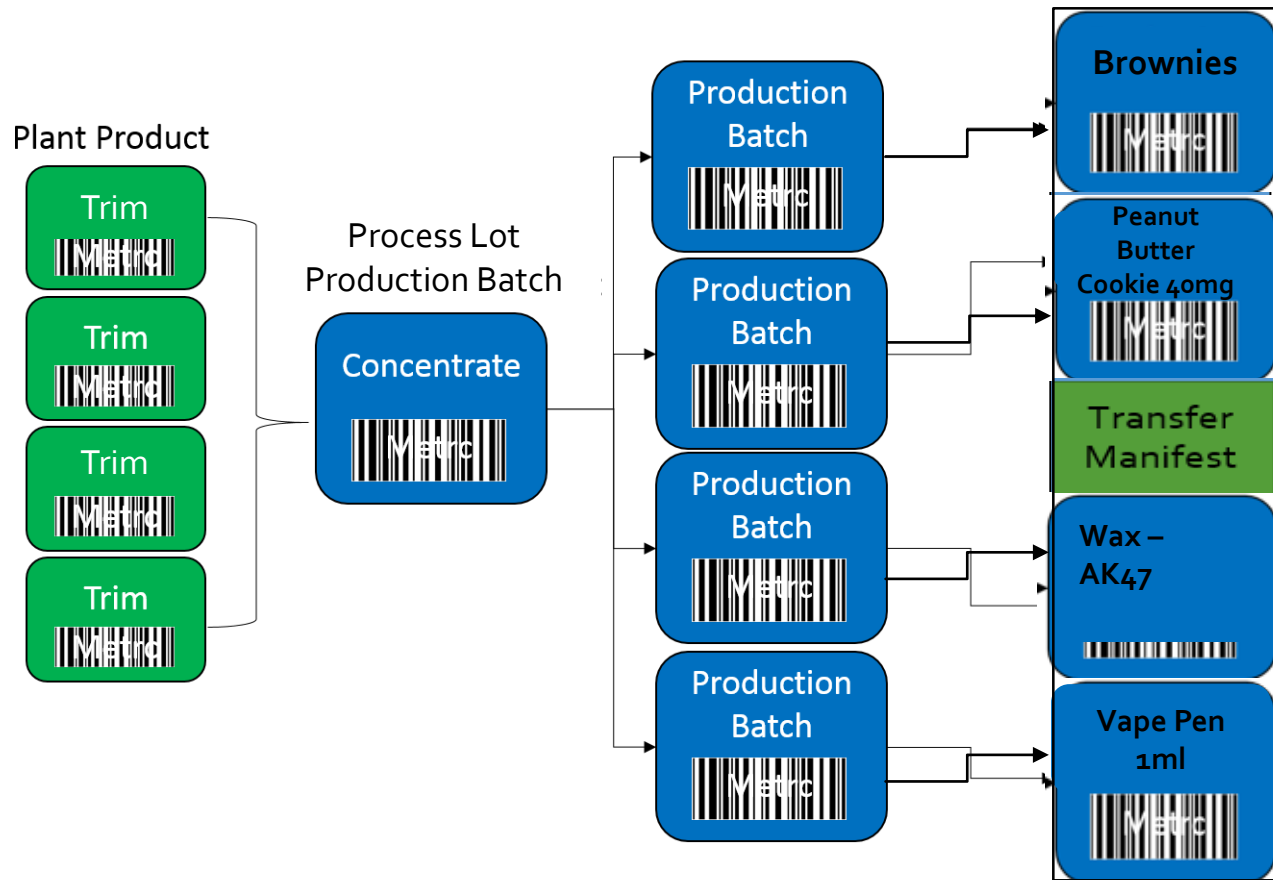 Plant Product
Trim
Metrc
Trim
Metrc
Trim
Metrc
Trim
Metrc
Process Lot
Production Batch
Concentrate
Metrc
Production
Batch
Metrc
Production
Batch
Metrc
Production
Batch
Metrc
Production
Batch
Metrc
Brownies
Metrc
Peanut
Butter
Cookie 40mg
Metrc
Transfer
Manifest
Wax –
AK47
Vape Pen
1ml
Metrc